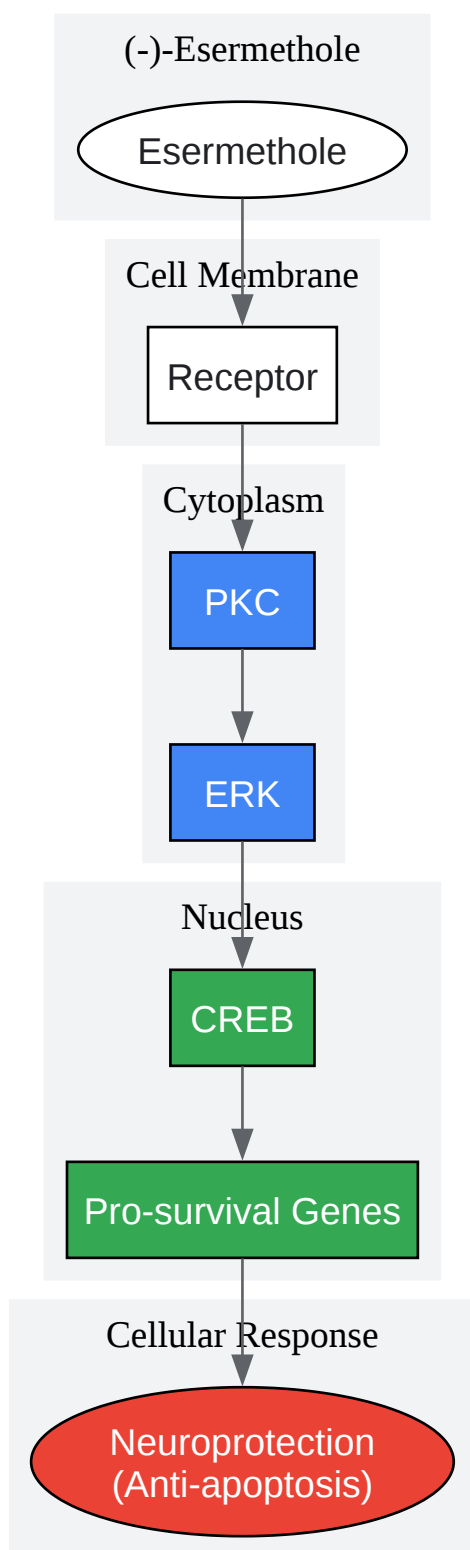 (-)-Esermethole
Esermethole
Cell Membrane
Receptor
Cytoplasm
PKC
ERK
Nucleus
CREB
Pro-survival Genes
Cellular Response
Neuroprotection
(Anti-apoptosis)